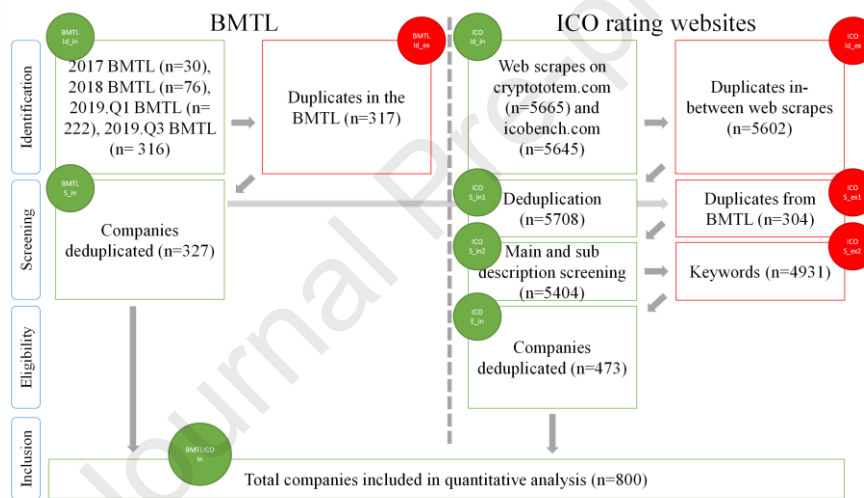 BMTL
ICO rating websites
Identification
BMTL
Id_in
2017 BMTL (n=30),
2018 BMTL (n=76),
2019.Q1 BMTL (n=
222), 2019.Q3 BMTL
(n= 316)
BMTL
Id_ex
Duplicates in the
BMTL (n=317)
ICO
Id_in
Web scrapes on
cryptototem.com
(n=5665) and
icobench.com
(n=5645)
ICO
Id_ex
Duplicates in-
between web scrapes
(n=5602)
Screening
BMTL
S_in
Companies
deduplicated (n=327)
ICO
S_in1
Deduplication
(n=5708)
ICO
S_ex1
Duplicates from
BMTL (n=304)
ICO
S_in2
Main and sub
description screening
(n=5404)
ICO
S_ex2
Keywords (n=4931)
Eligibility
ICO
E_in
Companies
deduplicated (n=473)
Inclusion
BMTL/ICO
in
Total companies included in quantitative analysis (n=800)
Journal Pre-p